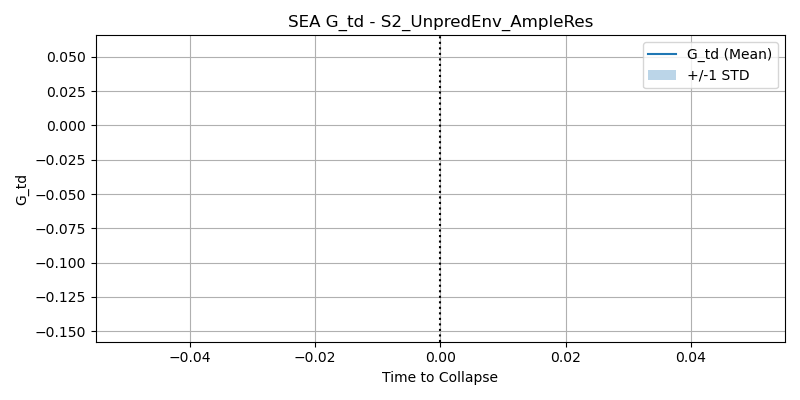 SEA G_td - S2_UnpredEnv_AmpleRes
G_td (Mean)
+/-1 STD
0.050
0.025
0.000
−0.025
−0.050
−0.075
−0.100
−0.125
−0.150
G_td
−0.04
−0.02
0.00
0.02
0.04
Time to Collapse